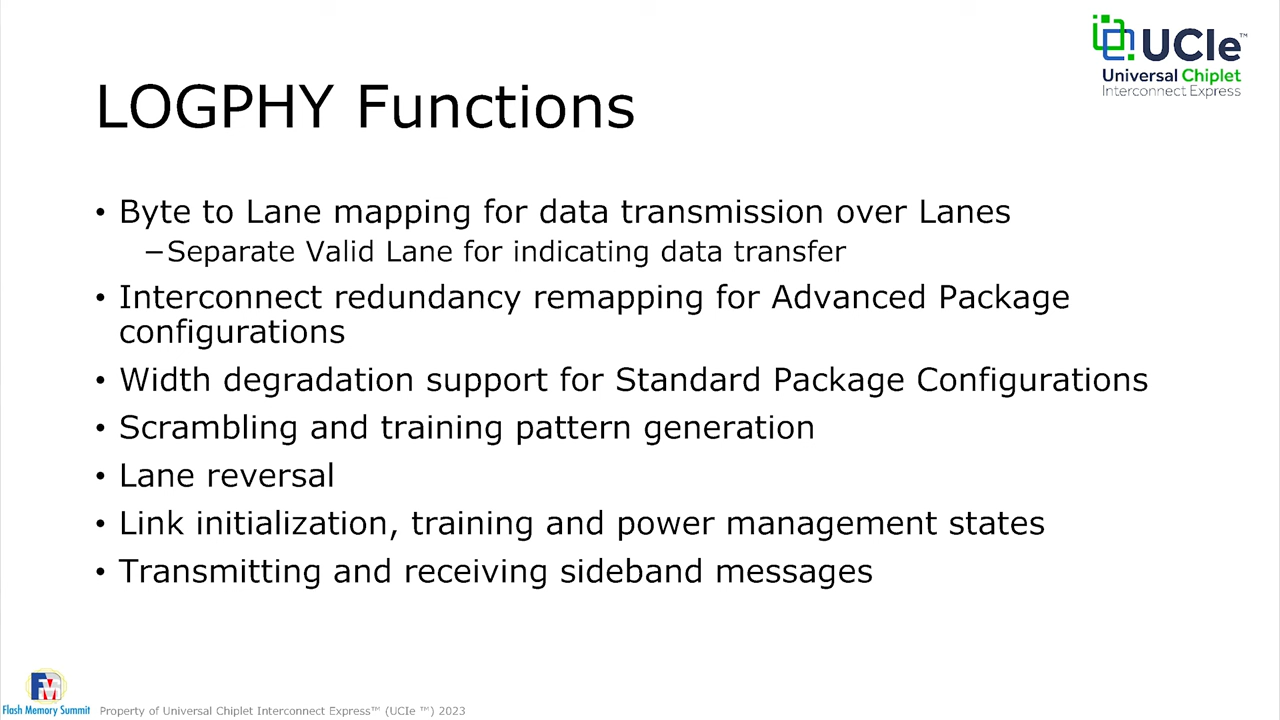 UCIe™
Universal Chiplet
Interconnect Express
LOGPHY Functions
• Byte to Lane mapping for data transmission over Lanes
–Separate Valid Lane for indicating data transfer
• Interconnect redundancy remapping for Advanced Package
configurations
• Width degradation support for Standard Package Configurations
• Scrambling and training pattern generation
• Lane reversal
• Link initialization, training and power management states
• Transmitting and receiving sideband messages
FM
Flash Memory Summit
Property of Universal Chiplet Interconnect Express™ (UCIe ™) 2023